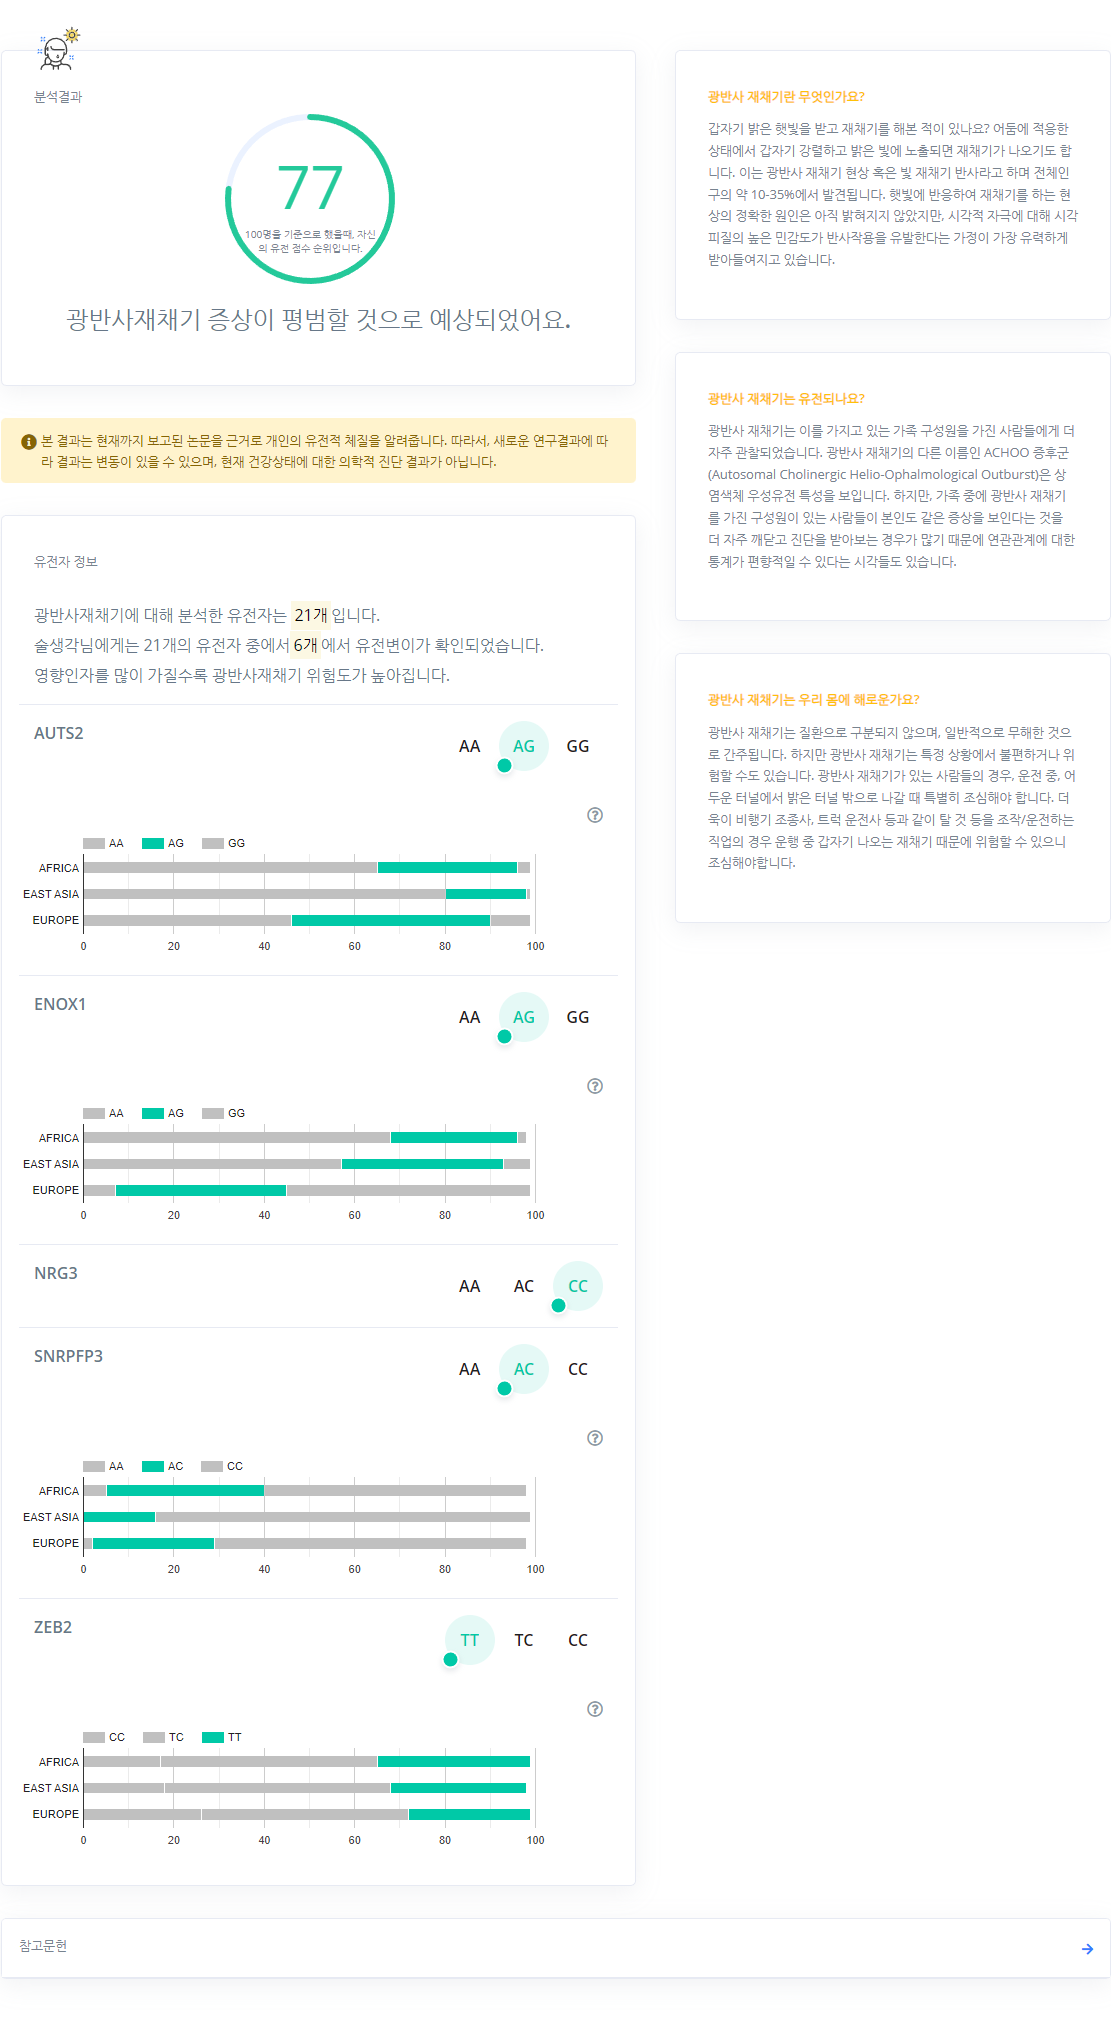 분석결과
77
100명을 기준으로 했을때, 자신
의 유전 점수 순위입니다.
광반사재채기 증상이 평범할 것으로 예상되었어요.
본 결과는 현재까지 보고된 논문을 근거로 개인의 유전적 체질을 알려줍니다. 따라서, 새로운 연구결과에 따
라 결과는 변동이 있을 수 있으며, 현재 건강상태에 대한 의학적 진단 결과가 아닙니다.
유전자 정보
광반사재채기에 대해 분석한 유전자는 21개 입니다.
술생각님에게는 21개의 유전자 중에서 6개 에서 유전변이가 확인되었습니다.
영향인자를 많이 가질수록 광반사재채기 위험도가 높아집니다.
AUTS2
AA AG GG
AA AG GG
AFRICA
EAST ASIA
EUROPE
0 20 40 60 80 100
ENOX1
AA AG GG
AA AG GG
AFRICA
EAST ASIA
EUROPE
0 20 40 60 80 100
NRG3
AA AC CC
SNRPFP3
AA AC CC
AA AC CC
AFRICA
EAST ASIA
EUROPE
0 20 40 60 80 100
ZEB2
TT TC CC
CC TC TT
AFRICA
EAST ASIA
EUROPE
0 20 40 60 80 100
광반사 재채기란 무엇인가요?
갑자기 밝은 햇빛을 받고 재채기를 해본 적이 있나요? 어둠에 적응한
상태에서 갑자기 강렬하고 밝은 빛에 노출되면 재채기가 나오기도 합
니다. 이는 광반사 재채기 현상 혹은 빛 재채기 반사라고 하며 전체인
구의 약 10-35%에서 발견됩니다. 햇빛에 반응하여 재채기를 하는 현
상의 정확한 원인은 아직 밝혀지지 않았지만, 시각적 자극에 대해 시각
피질의 높은 민감도가 반사작용을 유발한다는 가정이 가장 유력하게
받아들여지고 있습니다.
광반사 재채기는 유전되나요?
광반사 재채기는 이를 가지고 있는 가족 구성원을 가진 사람들에게 더
자주 관찰되었습니다. 광반사 재채기의 다른 이름인 ACHOO 증후군
(Autosomal Cholinergic Helio-Ophalmological Outburst)은 상
염색체 우성유전 특성을 보입니다. 하지만, 가족 중에 광반사 재채기
를 가진 구성원이 있는 사람들이 본인도 같은 증상을 보인다는 것을
더 자주 깨닫고 진단을 받아보는 경우가 많기 때문에 연관관계에 대한
통계가 편향적일 수 있다는 시각들도 있습니다.
광반사 재채기는 우리 몸에 해로운가요?
광반사 재채기는 질환으로 구분되지 않으며, 일반적으로 무해한 것으
로 간주됩니다. 하지만 광반사 재채기는 특정 상황에서 불편하거나 위
험할 수도 있습니다. 광반사 재채기가 있는 사람들의 경우, 운전 중, 어
두운 터널에서 밝은 터널 밖으로 나갈 때 특별히 조심해야 합니다. 더
욱이 비행기 조종사, 트럭 운전사 등과 같이 탈 것 등을 조작/운전하는
직업의 경우 운행 중 갑자기 나오는 재채기 때문에 위험할 수 있으니
조심해야합니다.
참고문헌